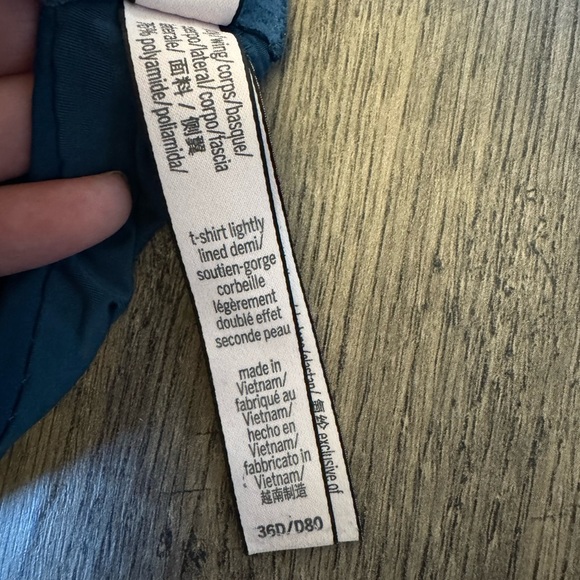 wing/corps/basque/
/lateral/corpo/fascia
/ 面料 / 侧翼
% polyamide/poliamida/
t-shirt lightly
lined demi/
soutien-gorge
corbeille
légèrement
doublé effet
seconde peau
made in
Vietnam/
fabriqué au
Vietnam/
hecho en
Vietnam/
fabbricato in
Vietnam/
越南制造
36D/D80
exclusive of